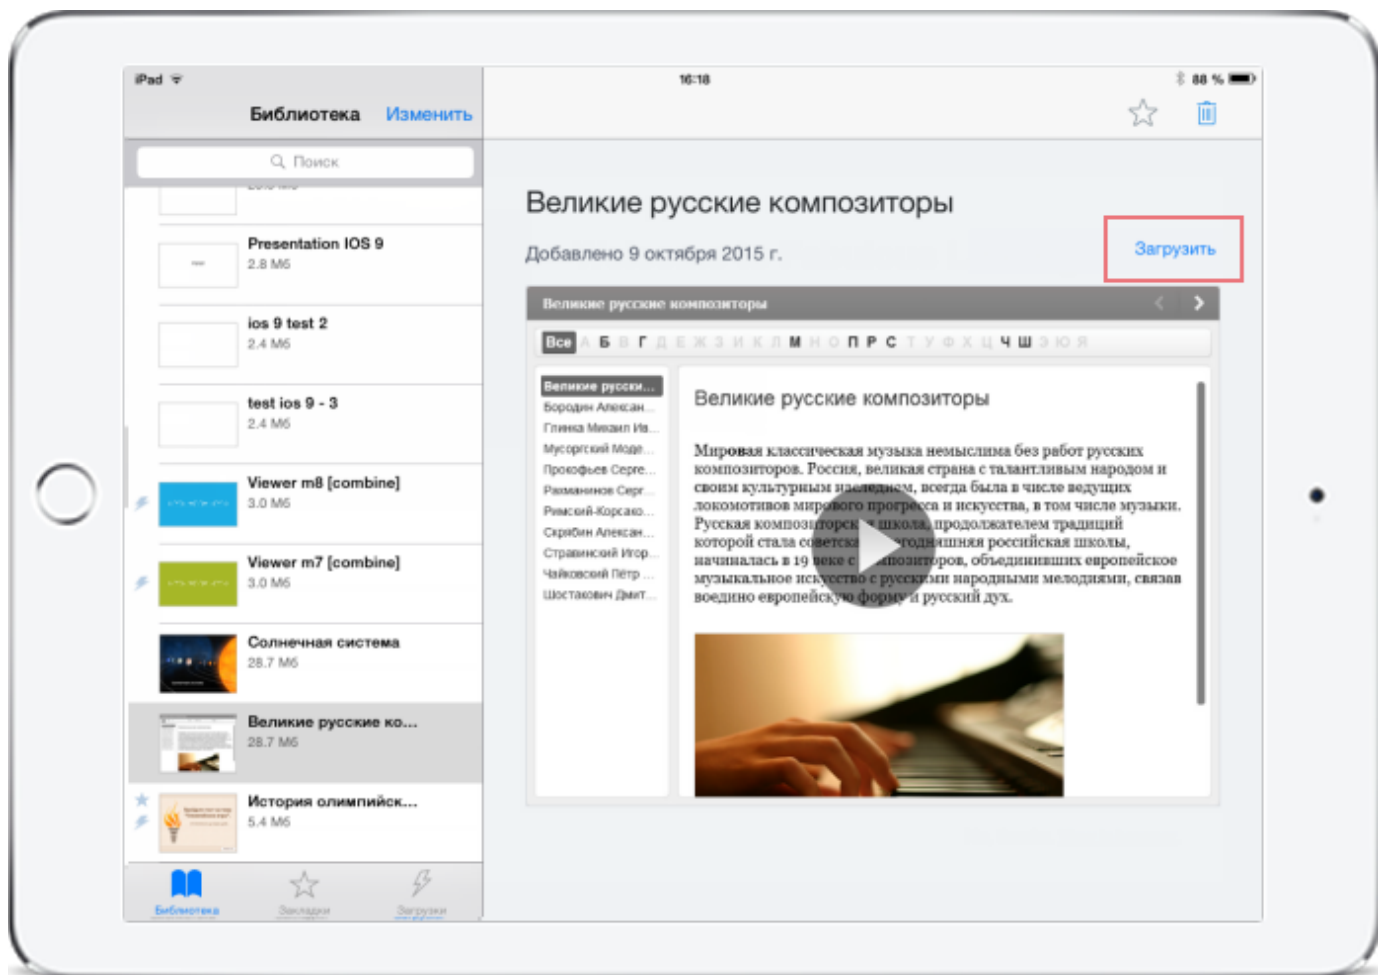 iPad
16:18
88 %
Библиотека
Изменить
Поиск
Presentation IOS 9
2.8 Мб
ios 9 test 2
2.4 Мб
test ios 9 - 3
2.4 Мб
Viewer m8 [combine]
3.0 Мб
Viewer m7 [combine]
3.0 Мб
Солнечная система
28.7 Мб
Великие русские ко...
28.7 Мб
История олимпийск...
5.4 Мб
Библиотека
Закладки
Загрузки
Великие русские композиторы
Добавлено 9 октября 2015 г.
Загрузить
Великие русские композиторы
Все А Б В Г Д Е Ж З И К Л М Н О П Р С Т У Ф Х Ц Ч Ш Э Ю Я
Великие русски...
Бородин Алексан...
Глинка Михаил Ив...
Мусоргский Моде...
Прокофьев Серге...
Рахманинов Серг...
Римский-Корсако...
Скрябин Алексан...
Стравинский Игор...
Чайковский Пётр ...
Шостакович Дмит...
Великие русские композиторы
Мировая классическая музыка немыслима без работ русских
композиторов. Россия, великая страна с талантливым народом и
своим культурным наследием, всегда была в числе ведущих
локомотивов мирового прогресса и искусства, в том числе музыки.
Русская композиторская школа, продолжателем традиций
которой стала советская и сегодняшняя российская школы,
начиналась в 19 веке с композиторов, объединивших европейское
музыкальное искусство с русскими народными мелодиями, связав
воедино европейскую форму и русский дух.